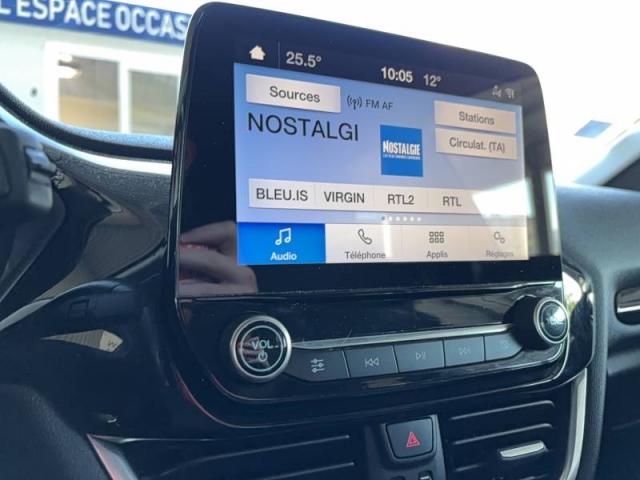 L'ESPACE OCCAS
25.5° 10:05 12°
Sources
FM AF
Stations
NOSTALGI
NOSTALGIE
Circulat. (TA)
BLEU.IS VIRGIN RTL2 RTL
Audio Téléphone Applis Réglages
VOL